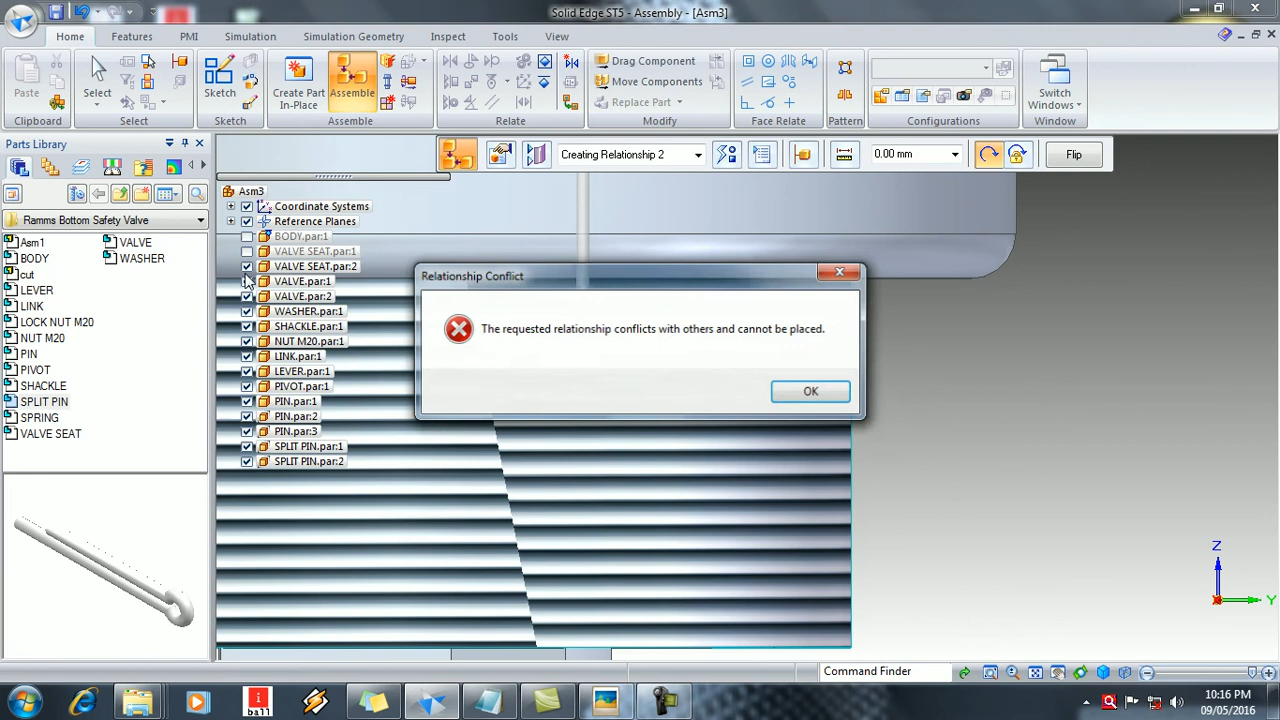 Solid Edge ST5 - Assembly - [Asm3]
Home Features PMI Simulation Simulation Geometry Inspect Tools View
Paste
Clipboard
Select
Select
Sketch
Sketch
Create Part In-Place
Assemble
Assemble
Relate
Drag Component
Move Components
Replace Part
Modify
Face Relate
Pattern
Configurations
Switch Windows
Window
Parts Library
Creating Relationship 2
0.00 mm
Flip
Ramms Bottom Safety Valve
Asm1
BODY
cut
LEVER
LINK
LOCK NUT M20
NUT M20
PIN
PIVOT
SHACKLE
SPLIT PIN
SPRING
VALVE SEAT
VALVE
WASHER
Asm3
Coordinate Systems
Reference Planes
BODY.par:1
VALVE SEAT.par:1
VALVE SEAT.par:2
VALVE.par:1
VALVE.par:2
WASHER.par:1
SHACKLE.par:1
NUT M20.par:1
LINK.par:1
LEVER.par:1
PIVOT.par:1
PIN.par:1
PIN.par:2
PIN.par:3
SPLIT PIN.par:1
SPLIT PIN.par:2
Relationship Conflict
The requested relationship conflicts with others and cannot be placed.
OK
Z
Y
Command Finder
i
ball
10:16 PM
09/05/2016